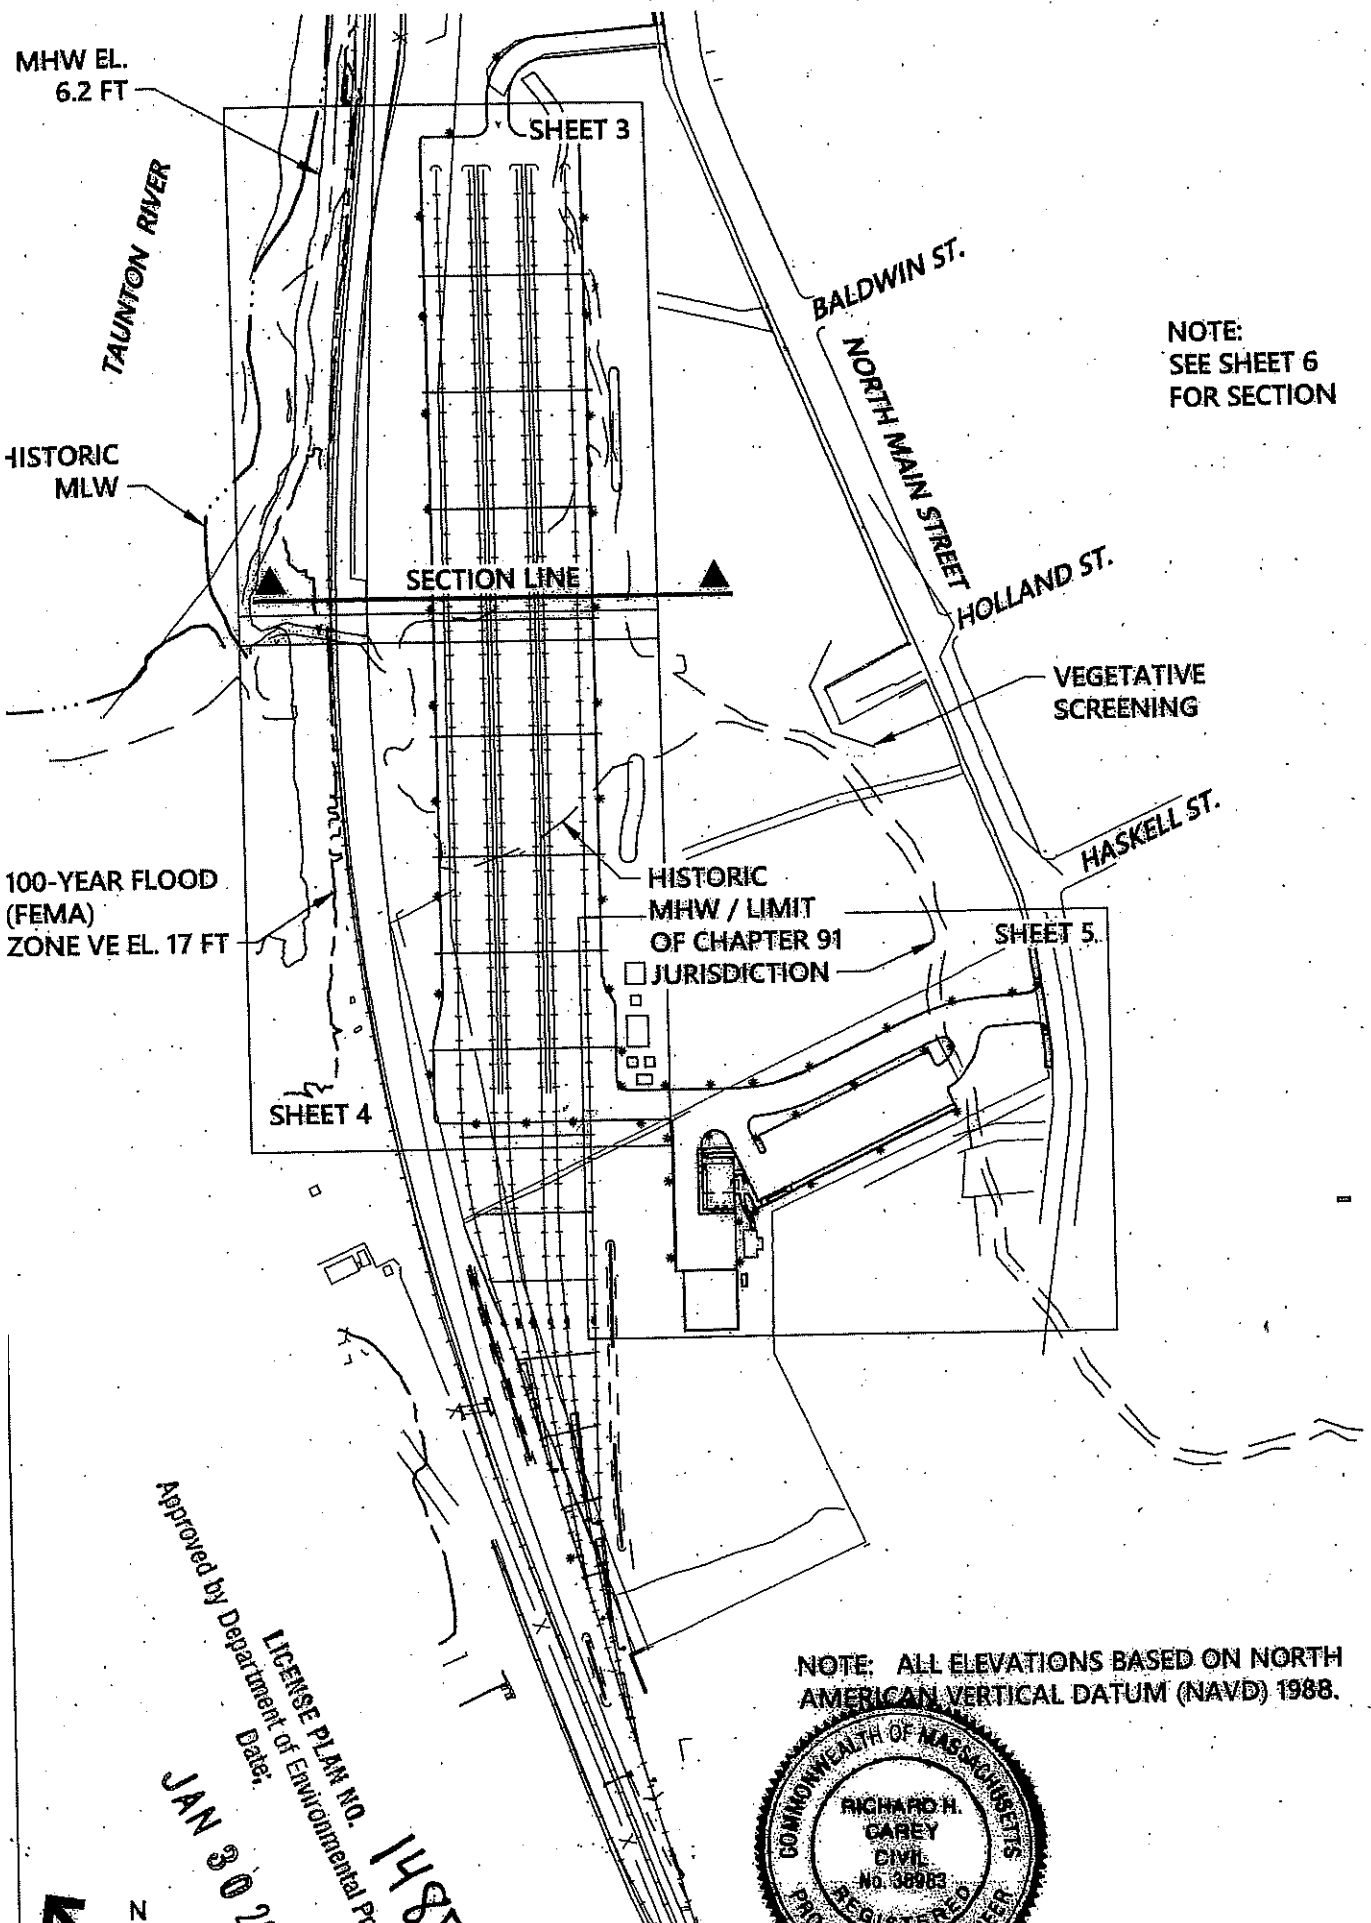 MHW EL.
6.2 FT
SHEET 3
TAUNTON RIVER
BALDWIN ST.
NOTE:
SEE SHEET 6
FOR SECTION
NORTH MAIN STREET
HISTORIC
MLW
SECTION LINE
HOLLAND ST.
VEGETATIVE
SCREENING
HASKELL ST.
100-YEAR FLOOD
(FEMA)
ZONE VE EL. 17 FT
HISTORIC
MHW / LIMIT
OF CHAPTER 91
JURISDICTION
SHEET 5
SHEET 4
LICENSE PLAN NO. 148
Approved by Department of Environmental Pr
Date:
JAN 30 2
N
NOTE: ALL ELEVATIONS BASED ON NORTH
AMERICAN VERTICAL DATUM (NAVD) 1988.
COMMONWEALTH OF MASSACHUSETTS
RICHARD H.
CAREY
CIVIL
No. 38983
REGISTERED